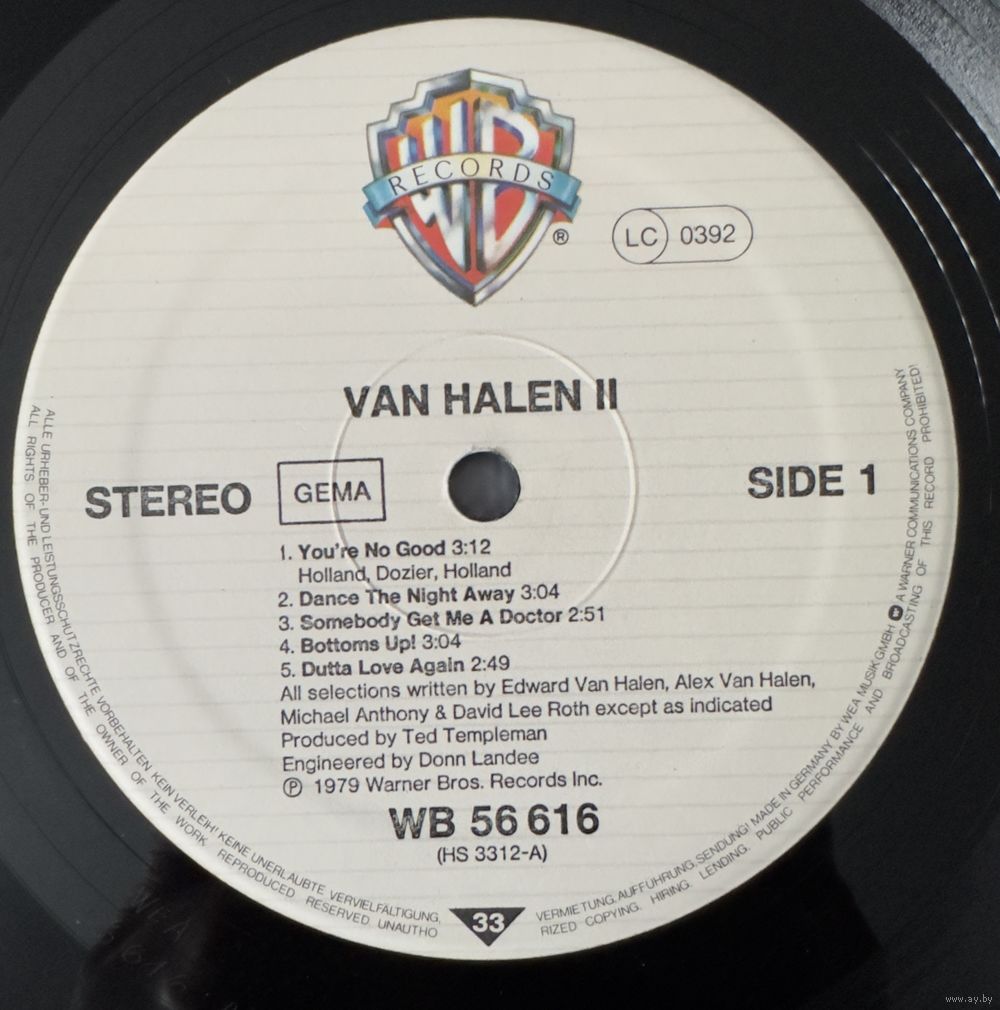 WB
RECORDS
®
LC 0392
VAN HALEN II
STEREO GEMA SIDE 1
1. You're No Good 3:12
Holland, Dozier, Holland
2. Dance The Night Away 3:04
3. Somebody Get Me A Doctor 2:51
4. Bottoms Up! 3:04
5. Outta Love Again 2:49
All selections written by Edward Van Halen, Alex Van Halen,
Michael Anthony & David Lee Roth except as indicated
Produced by Ted Templeman
Engineered by Donn Landee
℗ 1979 Warner Bros. Records Inc.
WB 56 616
(HS 3312-A)
33
ALLE URHEBER- UND LEISTUNGSSCHUTZRECHTE VORBEHALTEN KEIN VERLEIH! KEINE UNERLAUBTE VERVIELFÄLTIGUNG, VERMIETUNG, AUFFÜHRUNG, SENDUNG! MADE IN GERMANY BY WEA MUSIK GMBH A WARNER COMMUNICATIONS COMPANY
ALL RIGHTS OF THE PRODUCER AND OF THE OWNER OF THE WORK REPRODUCED RESERVED. UNAUTHORIZED COPYING, HIRING, LENDING, PUBLIC PERFORMANCE AND BROADCASTING OF THIS RECORD PROHIBITED!
www.ay.by